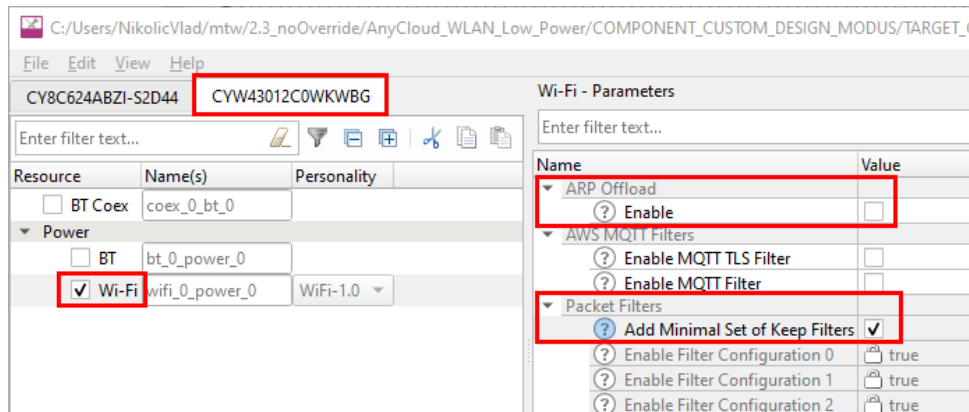 C:/Users/NikolicVlad/mtw/2.3_noOverride/AnyCloud_WLAN_Low_Power/COMPONENT_CUSTOM_DESIGN_MODUS/TARGET_
File Edit View Help
CY8C624ABZI-S2D44 CYW43012C0WKWBG
Enter filter text...
Resource Name(s) Personality
BT Coex coex_0_bt_0
Power
BT bt_0_power_0
Wi-Fi wifi_0_power_0 WiFi-1.0
Wi-Fi - Parameters
Enter filter text...
Name Value
ARP Offload
Enable
AWS MQTT Filters
Enable MQTT TLS Filter
Enable MQTT Filter
Packet Filters
Add Minimal Set of Keep Filters
Enable Filter Configuration 0 true
Enable Filter Configuration 1 true
Enable Filter Configuration 2 true